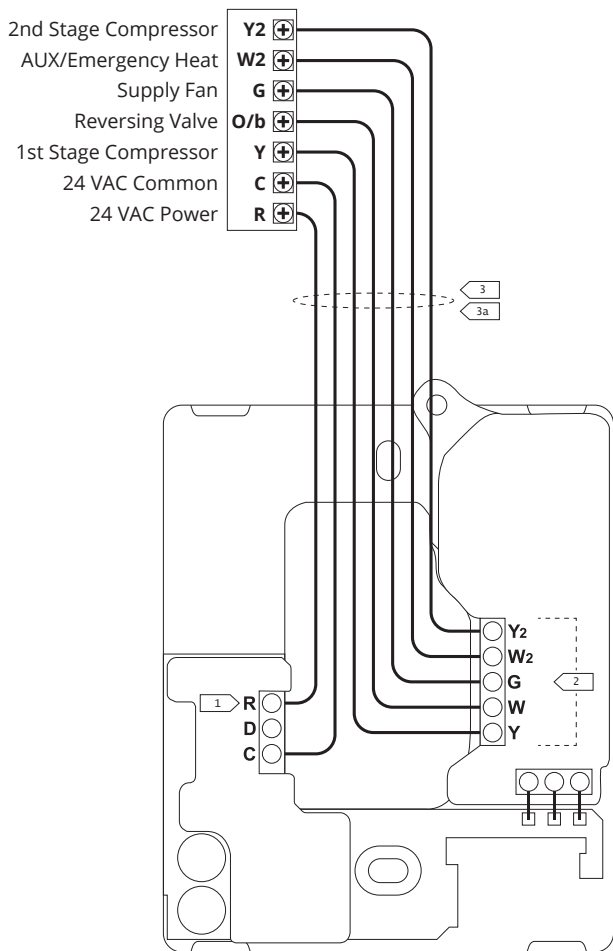 2nd Stage Compressor Y2
AUX/Emergency Heat W2
Supply Fan G
Reversing Valve O/b
1st Stage Compressor Y
24 VAC Common C
24 VAC Power R
3
3a
Y2
W2
G
2
W
Y
1
R
D
C